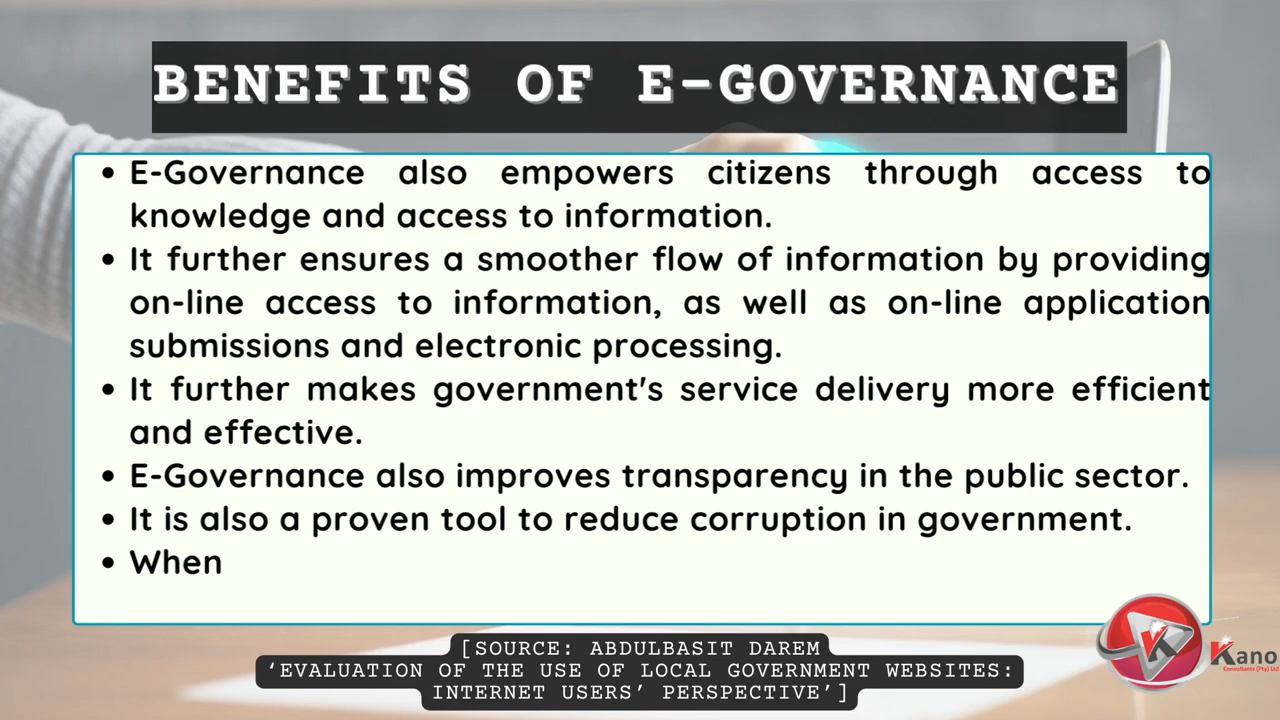 BENEFITS OF E-GOVERNANCE
• E-Governance also empowers citizens through access to
knowledge and access to information.
• It further ensures a smoother flow of information by providing
on-line access to information, as well as on-line application
submissions and electronic processing.
• It further makes government's service delivery more efficient
and effective.
• E-Governance also improves transparency in the public sector.
• It is also a proven tool to reduce corruption in government.
• When
[SOURCE: ABDULBASIT DAREM
‘EVALUATION OF THE USE OF LOCAL GOVERNMENT WEBSITES:
INTERNET USERS’ PERSPECTIVE’]
K
Kano
Consultants (Pty) Ltd